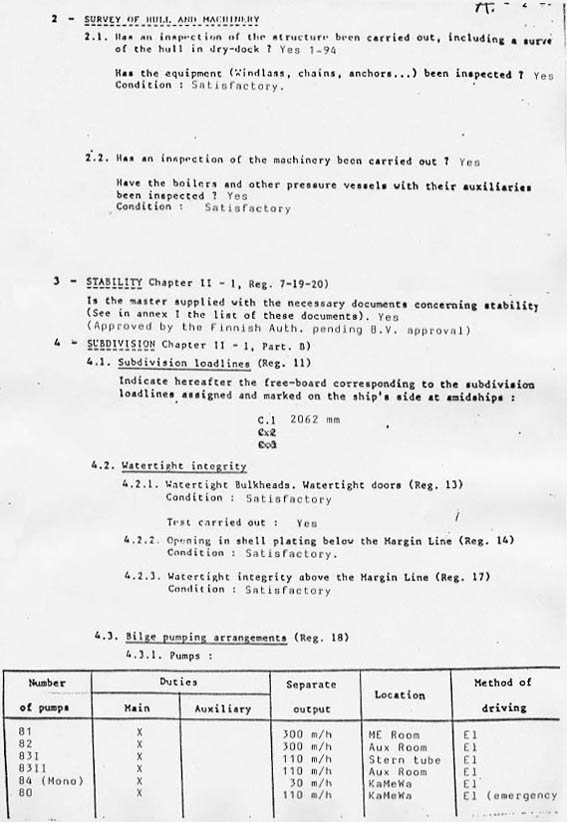 2 - SURVEY OF HULL AND MACHINERY
2.1. Has an inspection of the structure been carried out, including a surve
of the hull in dry-dock ? Yes 1-94
Has the equipment (Windlass, chains, anchors...) been inspected ? Yes
Condition : Satisfactory.
2.2. Has an inspection of the machinery been carried out ? Yes
Have the boilers and other pressure vessels with their auxiliaries
been inspected ? Yes
Condition : Satisfactory
3 - STABILITY Chapter II - 1, Reg. 7-19-20)
Is the master supplied with the necessary documents concerning stability
(See in annex I the list of these documents). Yes
(Approved by the Finnish Auth. pending B.V. approval)
4 - SUBDIVISION Chapter II - 1, Part. B)
4.1. Subdivision loadlines (Reg. 11)
Indicate hereafter the free-board corresponding to the subdivision
loadlines assigned and marked on the ship's side at amidships :
C.1 2062 mm
4.2. Watertight integrity
4.2.1. Watertight Bulkheads. Watertight doors (Reg. 13)
Condition : Satisfactory
Test carried out : Yes
4.2.2. Opening in shell plating below the Margin Line (Reg. 14)
Condition : Satisfactory.
4.2.3. Watertight integrity above the Margin Line (Reg. 17)
Condition : Satisfactory
4.3. Bilge pumping arrangements (Reg. 18)
4.3.1. Pumps :
Number of pumps Duties Separate output Location Method of driving
Main Auxiliary
81 X 300 m/h ME Room El
82 X 300 m/h Aux Room El
83I X 110 m/h Stern tube El
83II X 110 m/h Aux Room El
84 (Mono) X 30 m/h KaMeWa El
80 X 110 m/h KaMeWa El (emergency